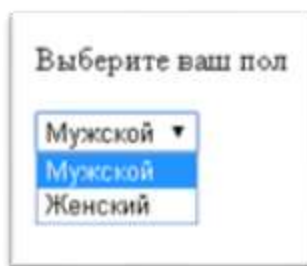 Выберите ваш пол
Мужской ▼
Мужской
Женский